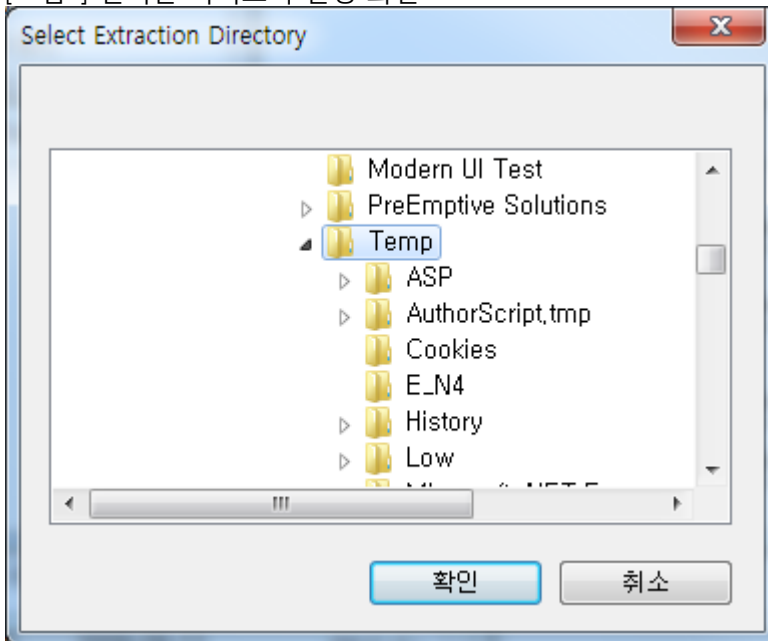 Select Extraction Directory
Modern UI Test
PreEmptive Solutions
Temp
ASP
AuthorScript,tmp
Cookies
E_N4
History
Low
확인
취소